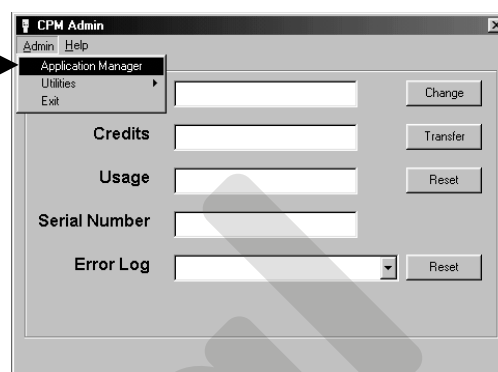 CPM Admin
Admin Help
Application Manager
Utilities
Exit
Change
Credits
Transfer
Usage
Reset
Serial Number
Error Log
Reset